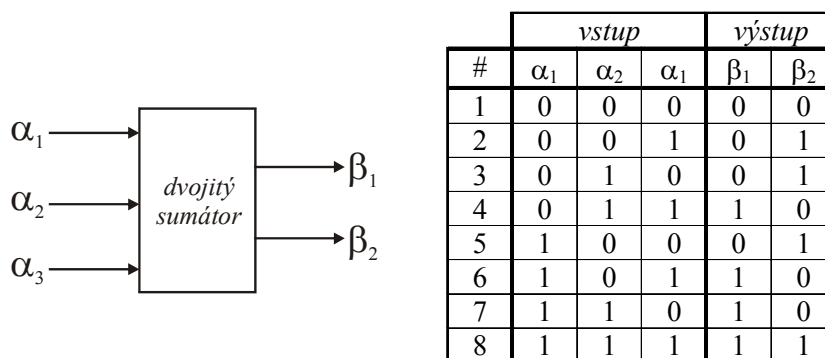 α1
α2
α3
dvojitý
sumátor
β1
β2
vstup výstup
# α1 α2 α1 β1 β2
1 0 0 0 0 0
2 0 0 1 0 1
3 0 1 0 0 1
4 0 1 1 1 0
5 1 0 0 0 1
6 1 0 1 1 0
7 1 1 0 1 0
8 1 1 1 1 1